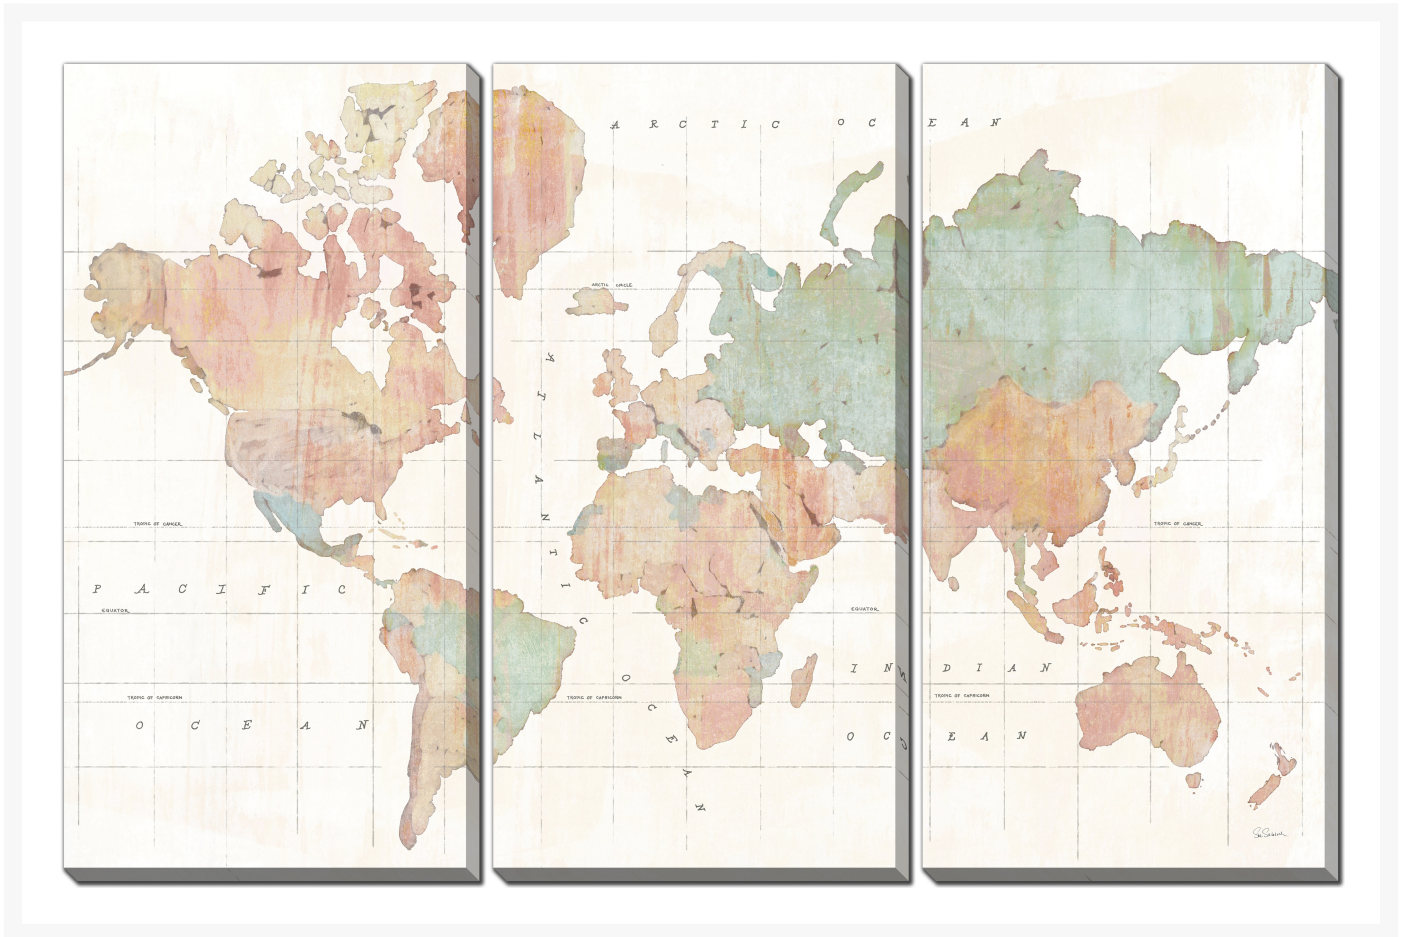 ARCTIC OCEAN
ARCTIC CIRCLE
ATLANTIC OCEAN
TROPIC OF CANCER
TROPIC OF CANCER
PACIFIC
OCEAN
EQUATOR
EQUATOR
INDIAN
OCEAN
TROPIC OF CAPRICORN
TROPIC OF CAPRICORN
TROPIC OF CAPRICORN